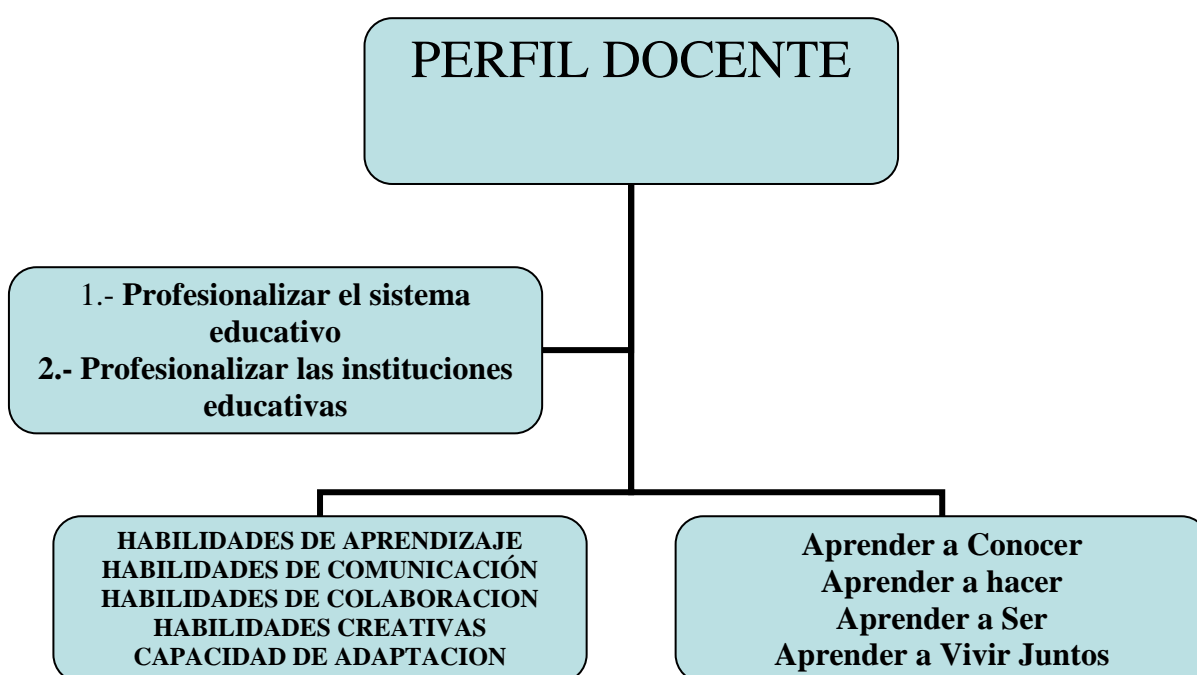 PERFIL DOCENTE
1.- Profesionalizar el sistema
educativo
2.- Profesionalizar las instituciones
educativas
HABILIDADES DE APRENDIZAJE
HABILIDADES DE COMUNICACIÓN
HABILIDADES DE COLABORACION
HABILIDADES CREATIVAS
CAPACIDAD DE ADAPTACION
Aprender a Conocer
Aprender a hacer
Aprender a Ser
Aprender a Vivir Juntos